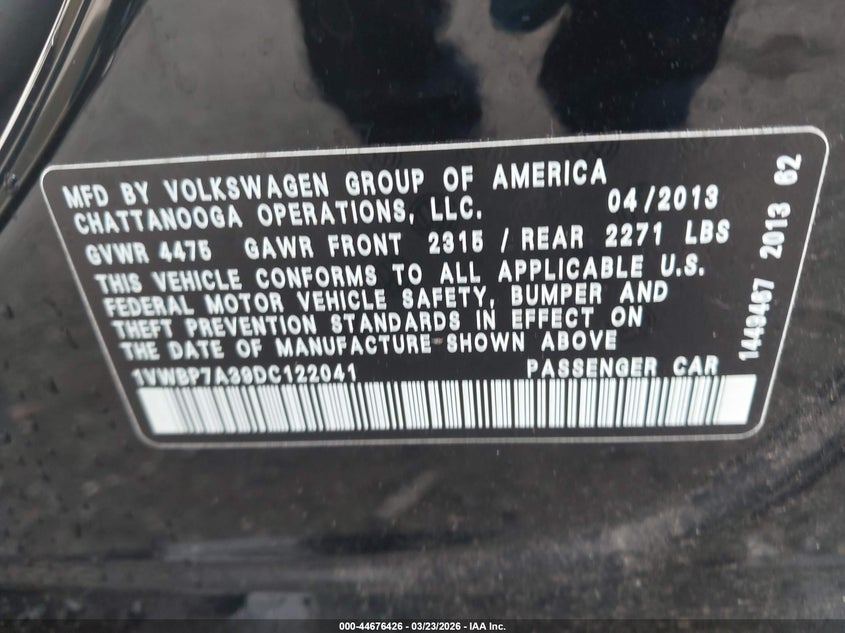 MFD BY VOLKSWAGEN GROUP OF AMERICA
CHATTANOOGA OPERATIONS, LLC. 04/2013
GVWR 4475 GAWR FRONT 2315 / REAR 2271 LBS
THIS VEHICLE CONFORMS TO ALL APPLICABLE U.S.
FEDERAL MOTOR VEHICLE SAFETY, BUMPER AND
THEFT PREVENTION STANDARDS IN EFFECT ON
THE DATE OF MANUFACTURE SHOWN ABOVE
1VWBP7A39DC122041 PASSENGER CAR
1449467 2013 62
000-44676426 - 03/23/2026 - IAA Inc.